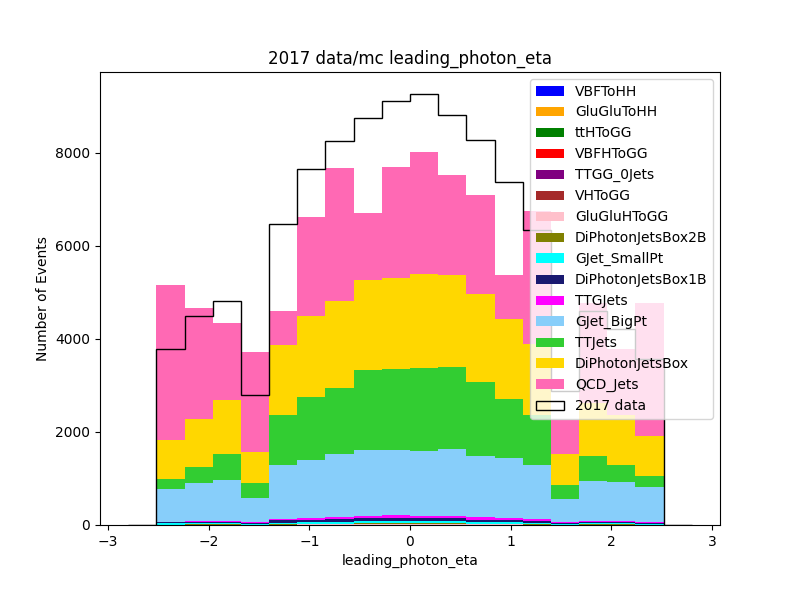 2017 data/mc leading_photon_eta
Number of Events
8000
6000
4000
2000
0
−3
−2
−1
0
1
2
3
leading_photon_eta
VBFToHH
GluGluToHH
ttHToGG
VBFHToGG
TTGG_0Jets
VHToGG
GluGluHToGG
DiPhotonJetsBox2B
GJet_SmallPt
DiPhotonJetsBox1B
TTGJets
GJet_BigPt
TTJets
DiPhotonJetsBox
QCD_Jets
2017 data